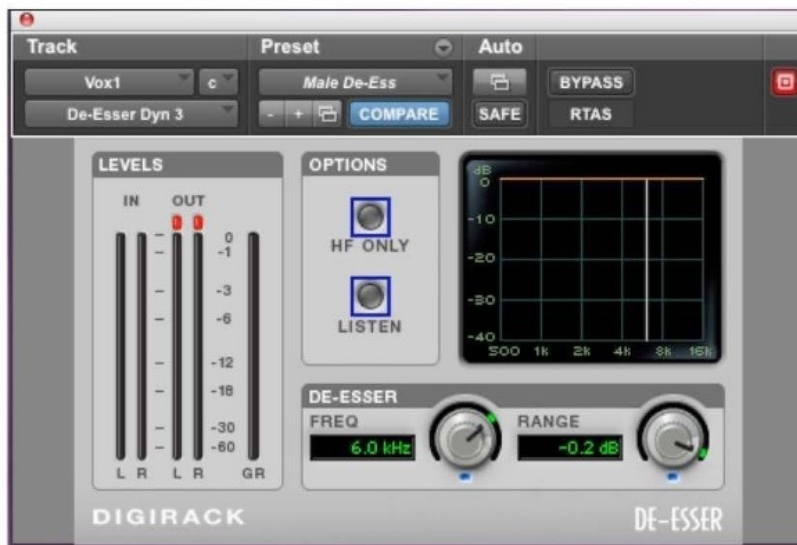 Track Preset Auto
Vox1 c Male De-Ess BYPASS
De-Esser Dyn 3 - + COMPARE SAFE RTAS
LEVELS
IN OUT
0
-1
-3
-6
-12
-18
-30
-60
L R L R GR
OPTIONS
HF ONLY
LISTEN
dB
0
-10
-20
-30
-40
500 1k 2k 4k 8k 16k
DE-ESSER
FREQ RANGE
6.0 kHz -0.2 dB
DIGIRACK DE-ESSER